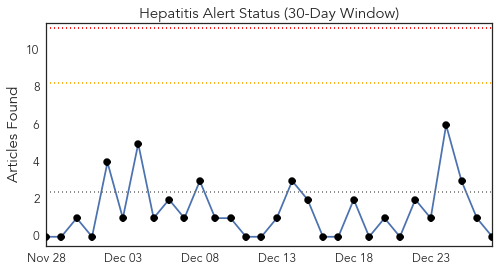 Hepatitis Alert Status (30-Day Window)
Articles Found
10
8
6
4
2
0
Nov 28 Dec 03 Dec 08 Dec 13 Dec 18 Dec 23